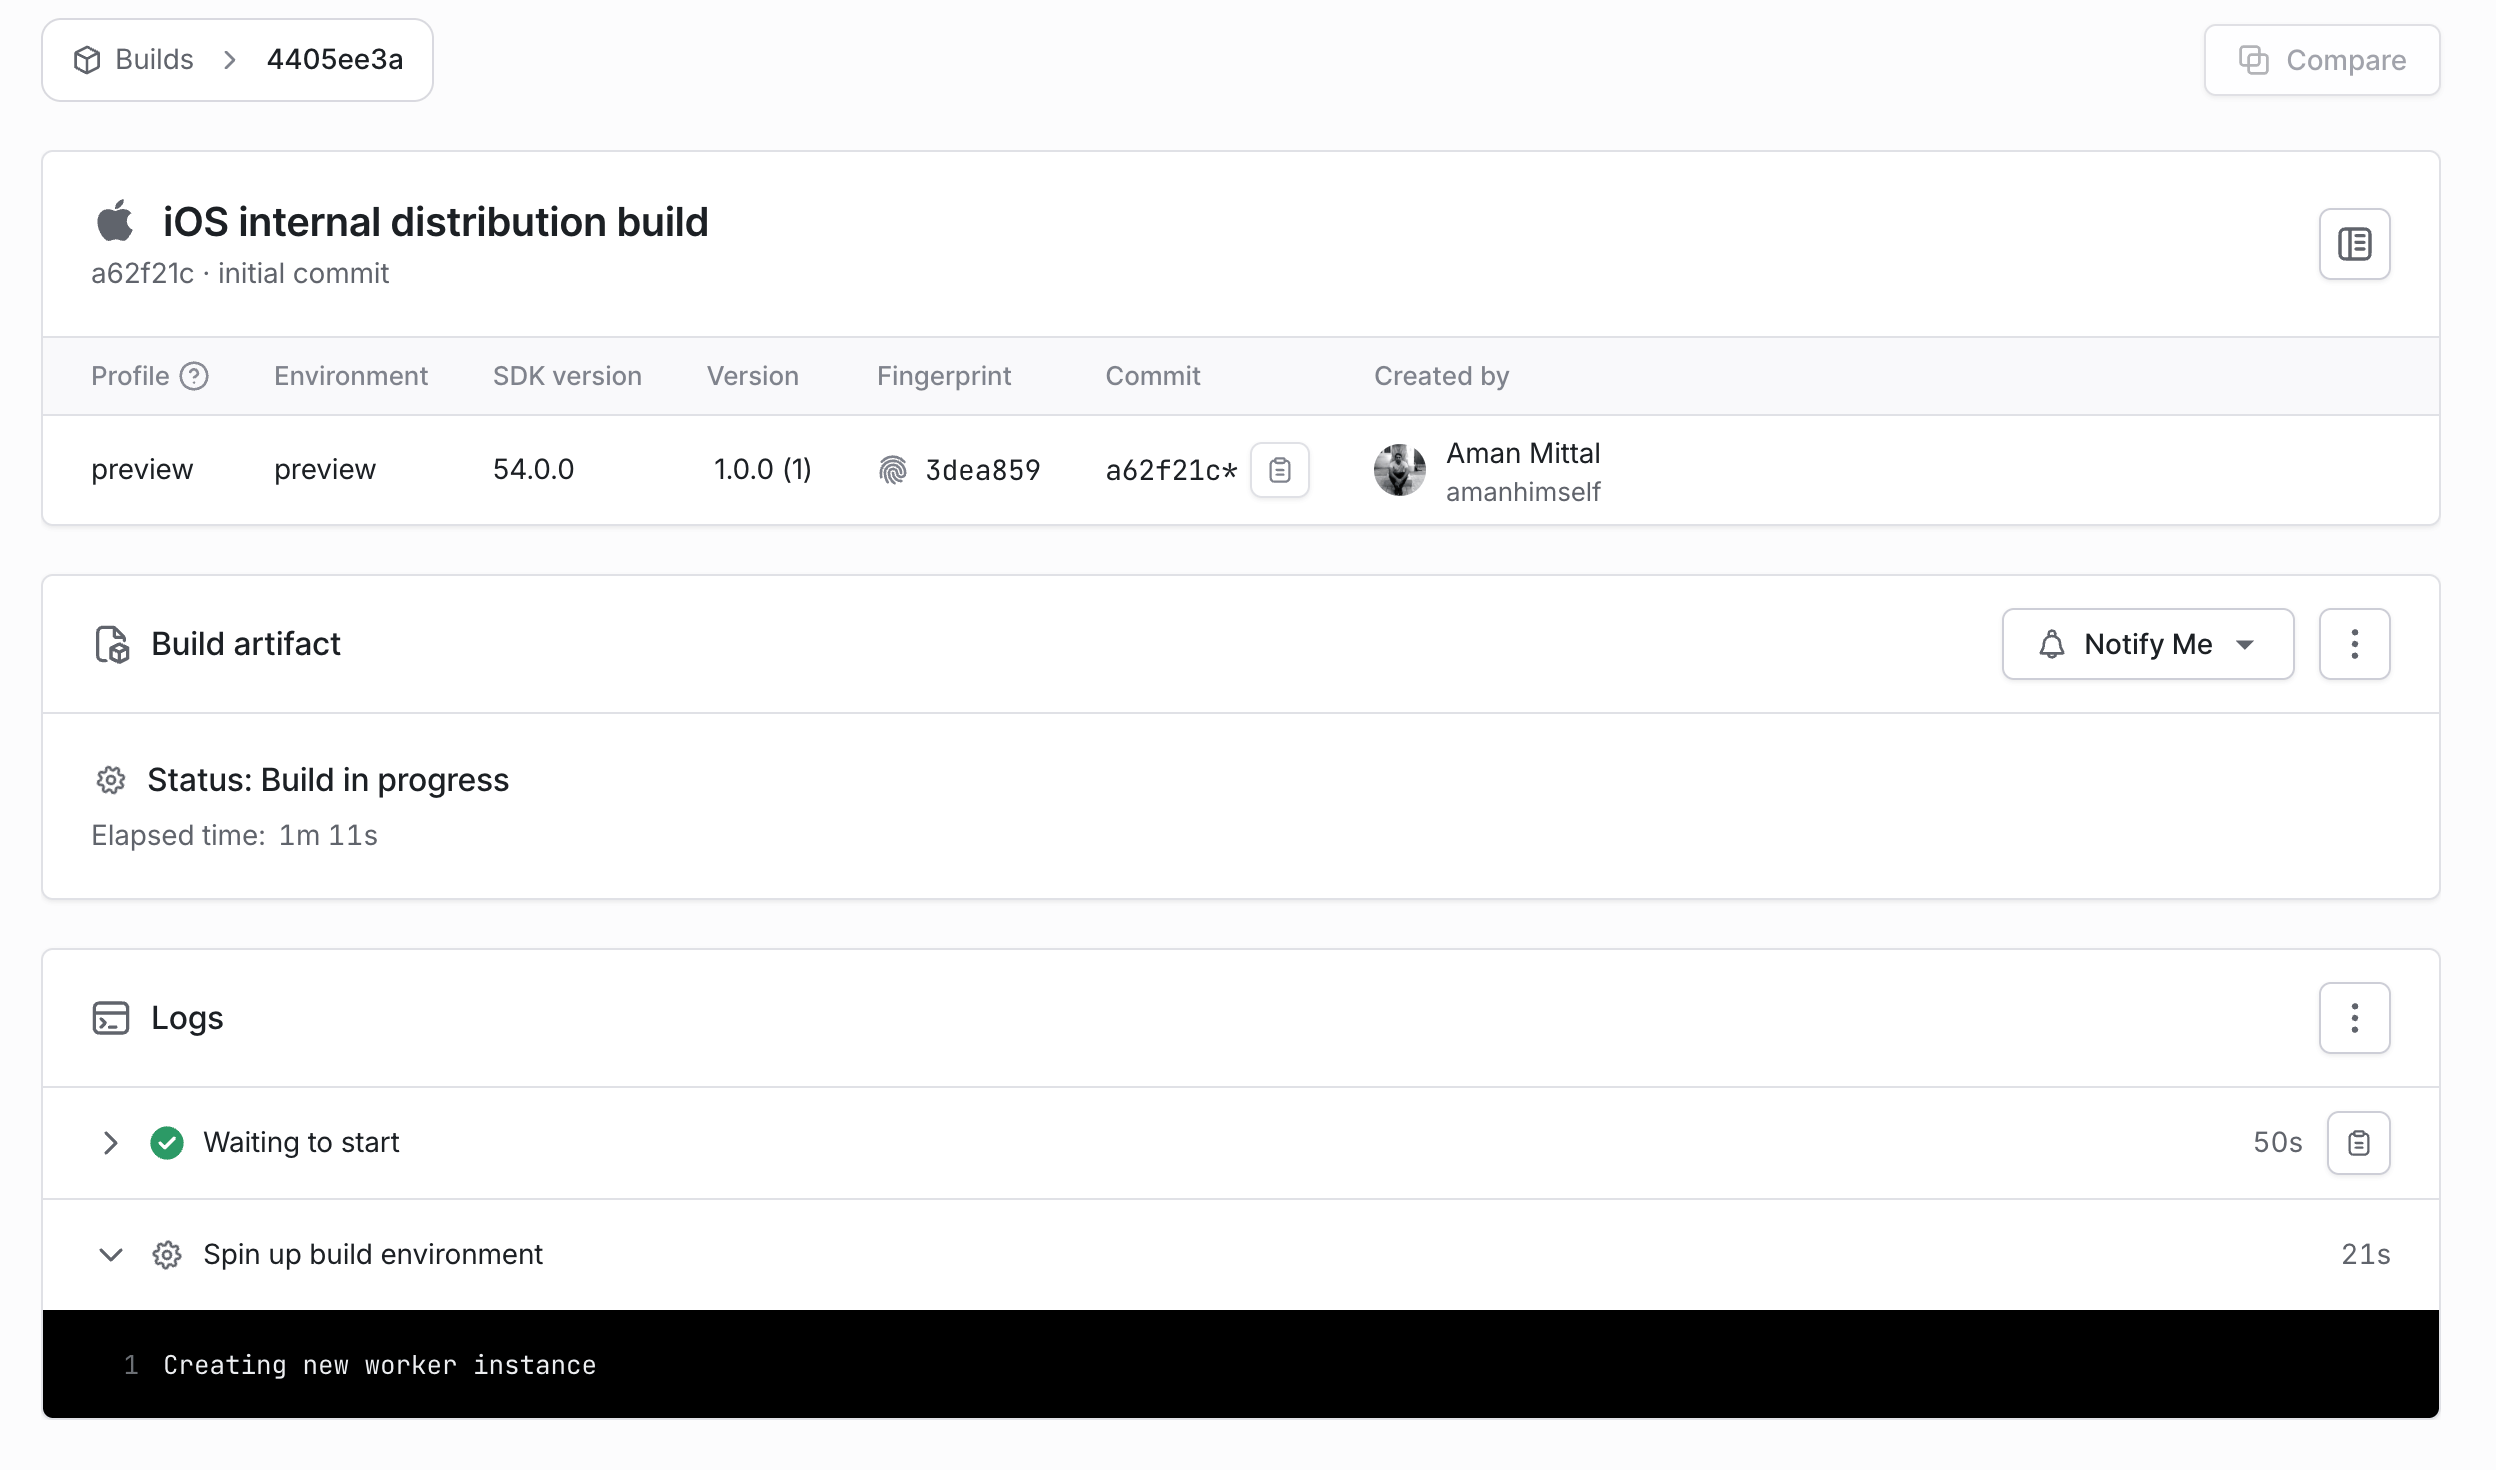 Builds > 4405ee3a
Compare
iOS internal distribution build
a62f21c · initial commit
Profile Environment SDK version Version Fingerprint Commit Created by
preview preview 54.0.0 1.0.0 (1) 3dea859 a62f21c* Aman Mittal
amanhimself
Build artifact
Notify Me
Status: Build in progress
Elapsed time: 1m 11s
Logs
Waiting to start 50s
Spin up build environment 21s
1 Creating new worker instance